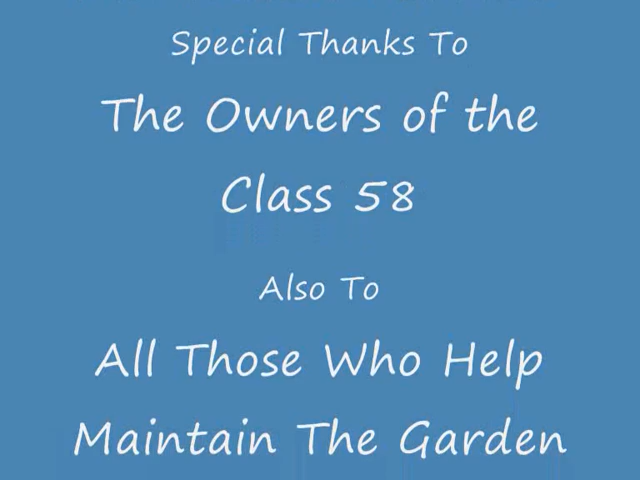 Special Thanks To
The Owners of the
Class 58
Also To
All Those Who Help
Maintain The Garden